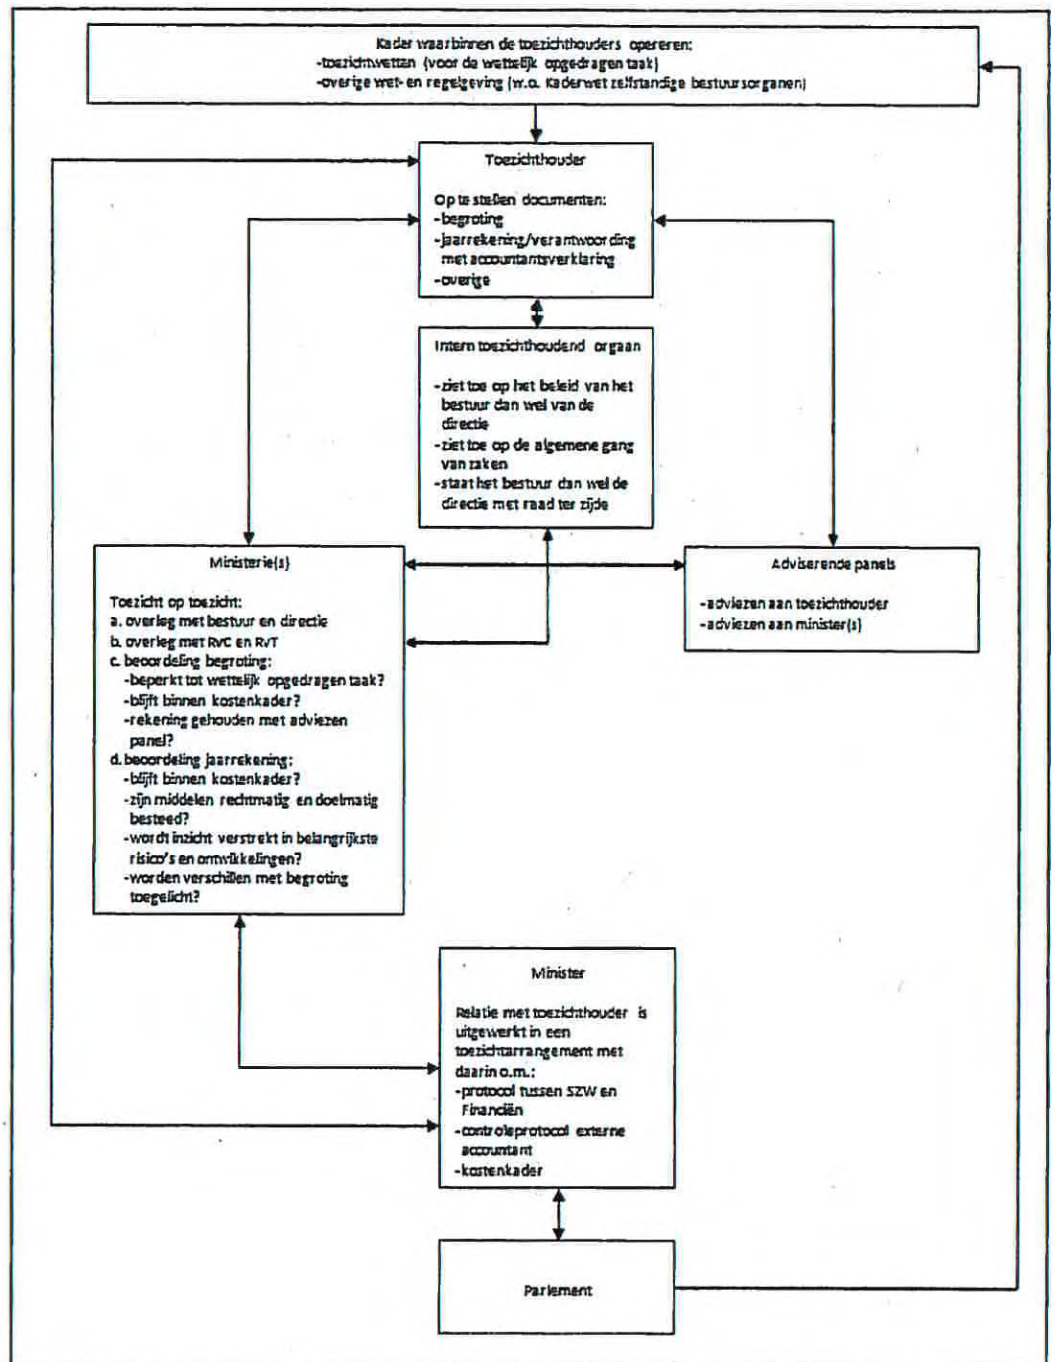 Kader waarbinnen de toezichthouders opereren:
-toezichtwetten (voor de wettelijk opgedragen taak)
-overige wet- en regelgeving (w.o. Kaderwet zelfstandige bestuursorganen)
Toezichthouder
Op te stellen documenten:
-begroting
-jaarrekening/verantwoording
met accountantsverklaring
-overige
Intern toezichthoudend orgaan
-ziet toe op het beleid van het
bestuur dan wel van de
directie
-ziet toe op de algemene gang
van zaken
-staat het bestuur dan wel de
directie met raad ter zijde
Ministerie(s)
Toezicht op toezicht:
a. overleg met bestuur en directie
b. overleg met RvC en RvT
c. beoordeling begroting:
-beperkt tot wettelijk opgedragen taak?
-blijft binnen kostenkader?
-rekening gehouden met adviezen
panel?
d. beoordeling jaarrekening:
-blijft binnen kostenkader?
-zijn middelen rechtmatig en doelmatig
besteed?
-wordt inzicht verstrekt in belangrijkste
risico's en ontwikkelingen?
-worden verschillen met begroting
toegelicht?
Adviserende panels
-adviezen aan toezichthouder
-adviezen aan minister(s)
Minister
Relatie met toezichthouder is
uitgewerkt in een
toezichtarrangement met
daarin o.m.:
-protocol tussen SZW en
Financiën
-controleprotocol externe
accountant
-kostenkader
Parlement